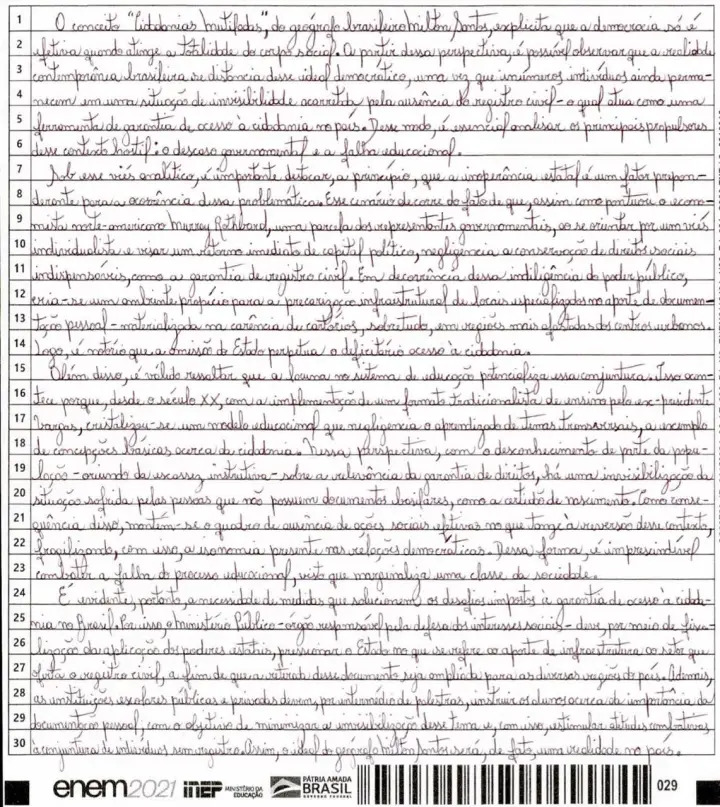 1 O conceito "Cidadanias Mutiladas", do geógrafo brasileiro Milton Santos, explicita que a democracia só é
2 efetiva quando atinge a totalidade do corpo social. A partir dessa perspectiva, é possível observar que a realidade
3 contemporânea brasileira se distancia desse ideal democrático, uma vez que inúmeros indivíduos ainda perma-
4 necem em uma situação de invisibilidade acarretada pela ausência do registro civil - o qual atua como uma
5 ferramenta de garantia de acesso à cidadania no país. Desse modo, é essencial analisar os principais propulsores
6 desse contexto hostil: o descaso governamental e a falha educacional.
7 Sob esse viés analítico, é importante destacar, a princípio, que a inoperância estatal é um fator prepon-
8 derante para a ocorrência dessa problemática. Esse cenário decorre do fato de que, assim como pontuou o econo-
9 mista norte-americano Murray Rothbard, uma parcela dos representantes governamentais, ao se orientar por um viés
10 individualista e visar um retorno imediato de capital político, negligencia a conservação de direitos sociais
11 indispensáveis, como a garantia de registro civil. Em decorrência dessa indiligência do poder público,
12 cria-se um ambiente propício para a precarização infraestrutural de locais especializados no aporte de documen-
13 tação pessoal - materializada na carência de cartórios, sobretudo, em regiões mais afastadas dos centros urbanos.
14 Logo, é notório que a omissão do Estado perpetua o deficitário acesso à cidadania.
15 Além disso, é válido ressaltar que a lacuna no sistema de educação potencializa essa conjuntura. Isso acon-
16 tece porque, desde o século XX, com a implementação de um formato tradicionalista de ensino pelo ex-presidente
17 Vargas, cristalizou-se um modelo educacional que negligencia o aprendizado de temas transversais, a exemplo
18 de concepções básicas acerca da cidadania. Nessa perspectiva, com o desconhecimento de parte da popu-
19 lação - oriundo da escassez instrutiva - sobre a relevância da garantia de direitos, há uma invisibilização da
20 situação sofrida pelas pessoas que não possuem documentos basilares, como a certidão de nascimento. Como conse-
21 quência disso, mantém-se o quadro de ausência de ações sociais efetivas no que tange à reversão desse contexto,
22 fragilizando, com isso, a isonomia presente nas relações democráticas. Dessa forma, é imprescindível
23 combater a falha do processo educacional, visto que marginaliza uma classe da sociedade.
24 É evidente, portanto, a necessidade de medidas que solucionem os desafios impostos à garantia de acesso à cidada-
25 nia no Brasil. Por isso, o Ministério Público - órgão responsável pela defesa dos interesses sociais - deve, por meio de fisca-
26 lização da aplicação dos poderes estatais, pressionar o Estado no que se refere ao aporte de infraestrutura ao setor que
27 oferta o registro civil, a fim de que a retirada desse documento seja ampliada para as diversas regiões do país. Ademais,
28 as instituições escolares públicas e privadas devem, por intermédio de palestras, instruir os alunos acerca da importância da
29 documentação pessoal, com o objetivo de minimizar a invisibilização desse tema e, com isso, estimular atitudes combativas
30 à conjuntura de indivíduos sem registro. Assim, o ideal do geógrafo Milton Santos será, de fato, uma realidade no país.
enem2021 inep MINISTÉRIO DA EDUCAÇÃO PÁTRIA AMADA BRASIL GOVERNO FEDERAL 029